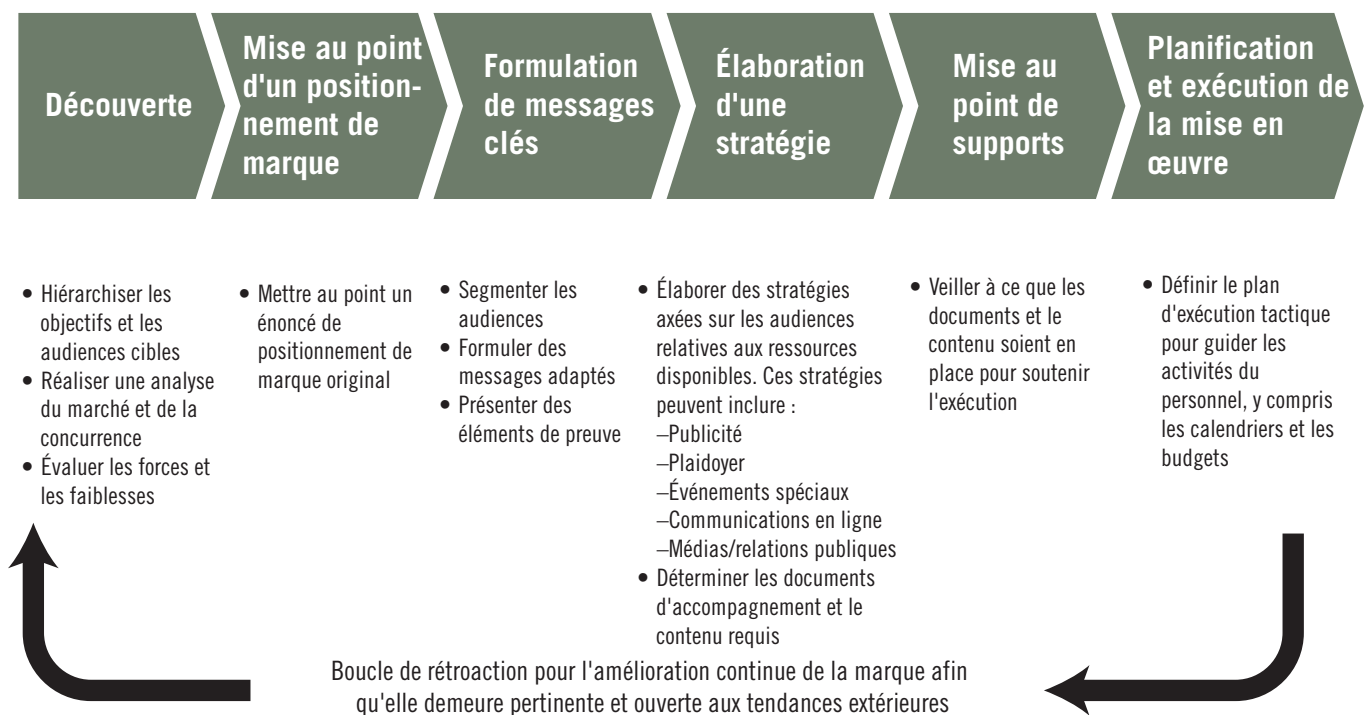 Découverte
Mise au point
d'un position-
nement de
marque
Formulation
de messages
clés
Élaboration
d'une
stratégie
Mise au
point de
supports
Planification
et exécution de
la mise en
œuvre
• Hiérarchiser les
objectifs et les
audiences cibles
• Réaliser une analyse
du marché et de la
concurrence
• Évaluer les forces et
les faiblesses
• Mettre au point un
énoncé de
positionnement de
marque original
• Segmenter les
audiences
• Formuler des
messages adaptés
• Présenter des
éléments de preuve
• Élaborer des stratégies
axées sur les audiences
relatives aux ressources
disponibles. Ces stratégies
peuvent inclure :
–Publicité
–Plaidoyer
–Événements spéciaux
–Communications en ligne
–Médias/relations publiques
• Déterminer les documents
d'accompagnement et le
contenu requis
• Veiller à ce que les
documents et le
contenu soient en
place pour soutenir
l'exécution
• Définir le plan
d'exécution tactique
pour guider les
activités du
personnel, y compris
les calendriers et les
budgets
Boucle de rétroaction pour l'amélioration continue de la marque afin
qu'elle demeure pertinente et ouverte aux tendances extérieures